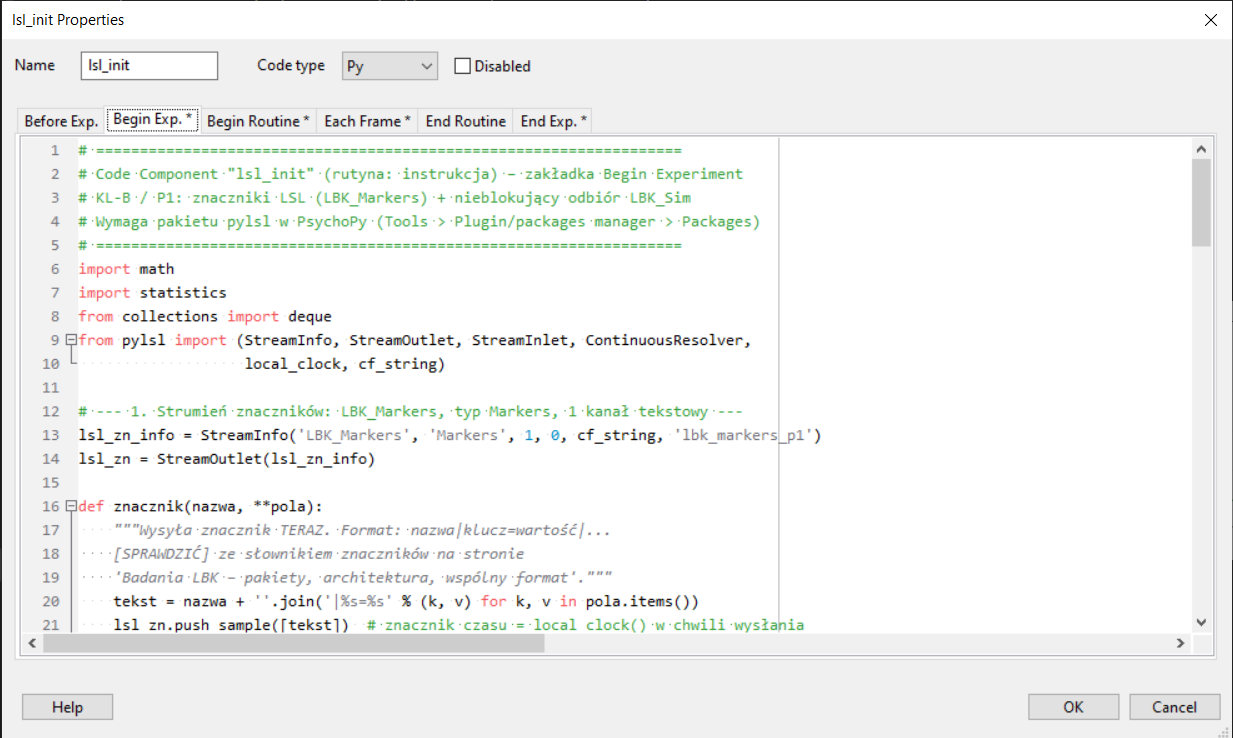 lsl_init Properties
Name lsl_init Code type Py Disabled
Before Exp. Begin Exp. * Begin Routine * Each Frame * End Routine End Exp. *
1 # ===================================================================
2 # Code Component "lsl_init" (rutyna: instrukcja) – zakładka Begin Experiment
3 # KL-B / P1: znaczniki LSL (LBK_Markers) + nieblokujący odbiór LBK_Sim
4 # Wymaga pakietu pylsl w PsychoPy (Tools > Plugin/packages manager > Packages)
5 # ===================================================================
6 import math
7 import statistics
8 from collections import deque
9 from pylsl import (StreamInfo, StreamOutlet, StreamInlet, ContinuousResolver,
10                    local_clock, cf_string)
11
12 # --- 1. Strumień znaczników: LBK_Markers, typ Markers, 1 kanał tekstowy ---
13 lsl_zn_info = StreamInfo('LBK_Markers', 'Markers', 1, 0, cf_string, 'lbk_markers_p1')
14 lsl_zn = StreamOutlet(lsl_zn_info)
15
16 def znacznik(nazwa, **pola):
17     """Wysyła znacznik TERAZ. Format: nazwa|klucz=wartość|...
18     [SPRAWDZIĆ] ze słownikiem znaczników na stronie
19     'Badania LBK – pakiety, architektura, wspólny format'."""
20     tekst = nazwa + ''.join('|%s=%s' % (k, v) for k, v in pola.items())
21     lsl_zn.push_sample([tekst])  # znacznik czasu = local_clock() w chwili wysłania
Help OK Cancel